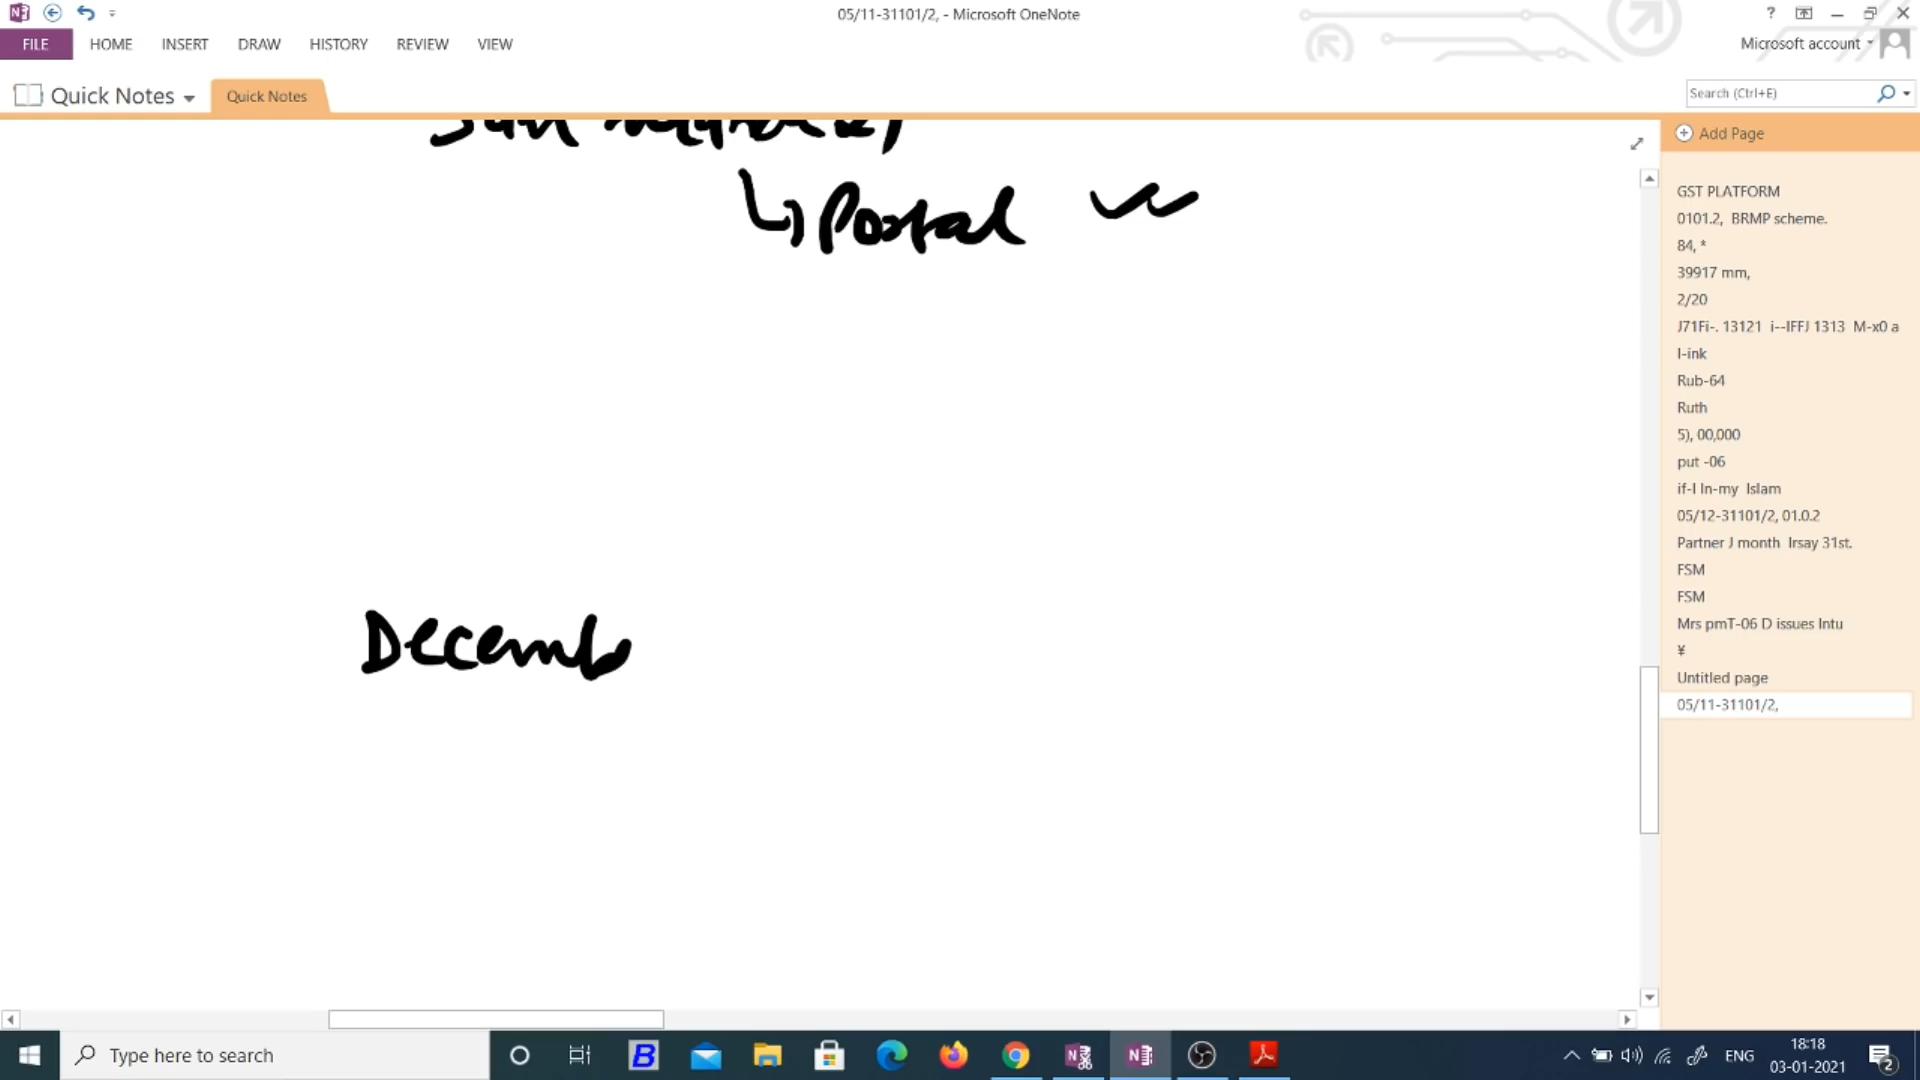 05/11-31101/2, - Microsoft OneNote
?
FILE HOME INSERT DRAW HISTORY REVIEW VIEW
Microsoft account
Quick Notes
Quick Notes
Search (Ctrl+E)
Add Page
Portal
Decemb
GST PLATFORM
0101.2, BRMP scheme.
84, *
39917 mm,
2/20
J71Fi-. 13121 i--IFFJ 1313 M-x0 a
I-ink
Rub-64
Ruth
5), 00,000
put -06
if-I In-my Islam
05/12-31101/2, 01.0.2
Partner J month Irsay 31st.
FSM
FSM
Mrs pmT-06 D issues Intu
¥
Untitled page
05/11-31101/2,
Type here to search
ENG
18:18
03-01-2021
2